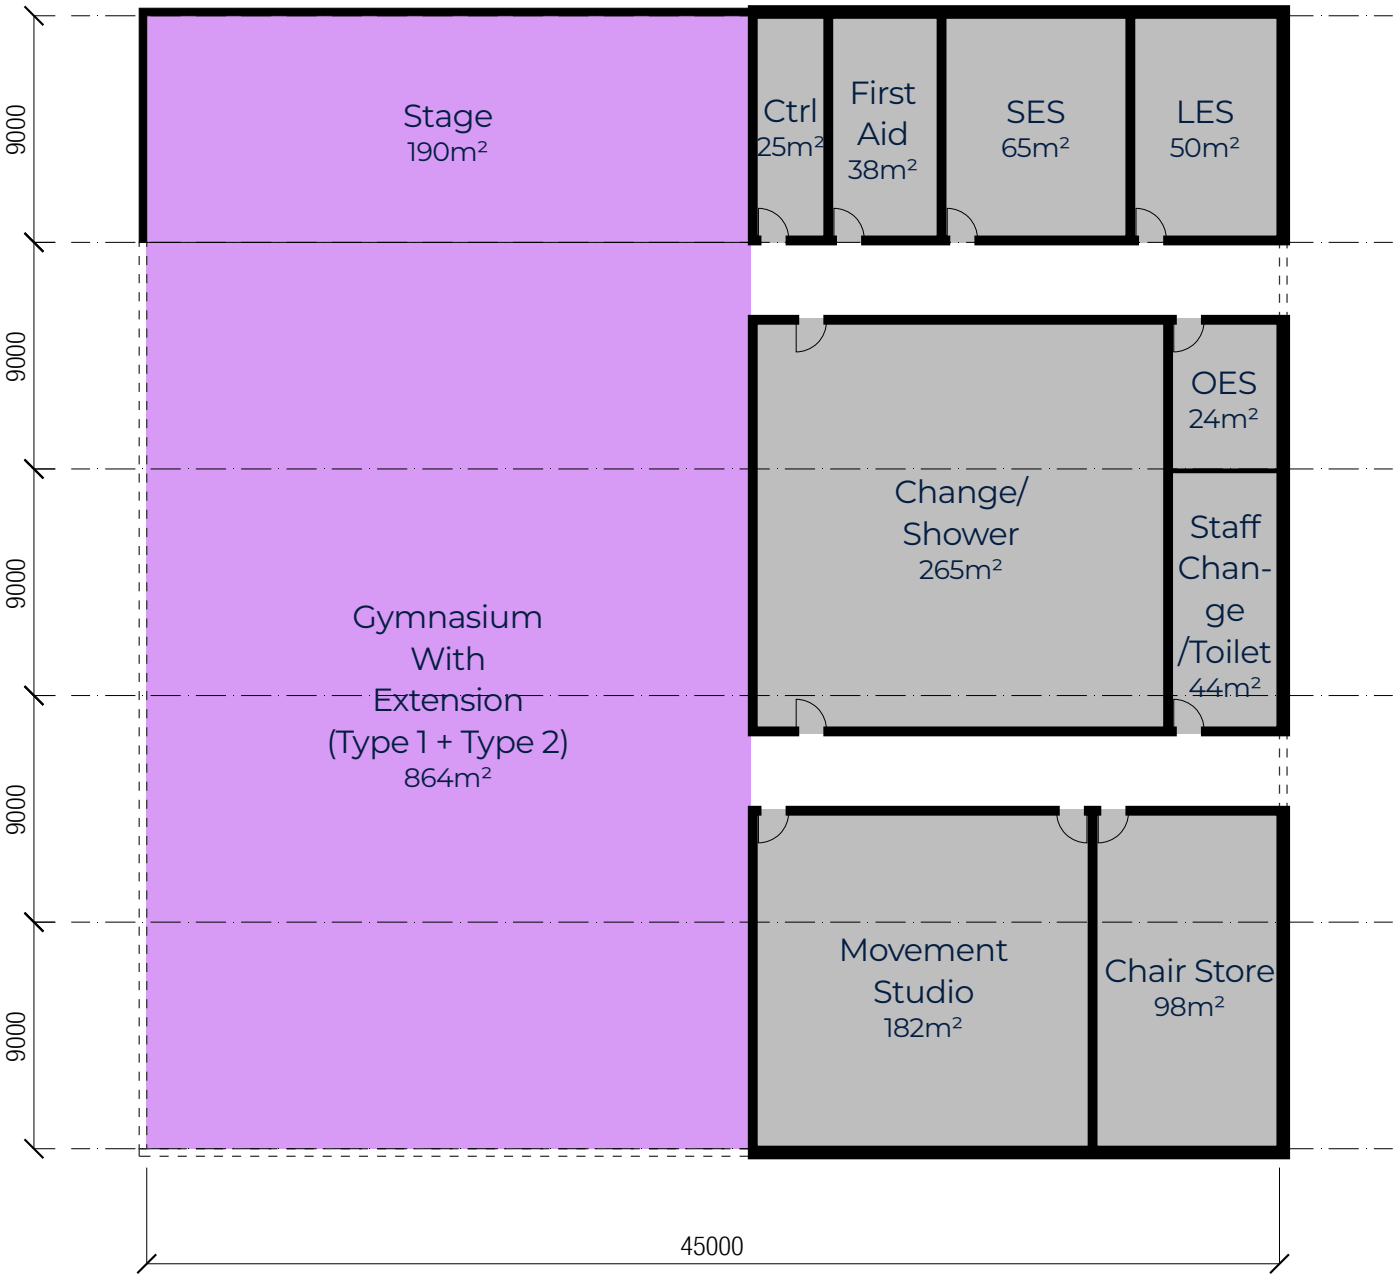 Stage
190m²
Ctrl
25m²
First
Aid
38m²
SES
65m²
LES
50m²
9000
9000
9000
9000
9000
OES
24m²
Change/
Shower
265m²
Staff
Chan-
ge
/Toilet
44m²
Gymnasium
With
Extension
(Type 1 + Type 2)
864m²
Movement
Studio
182m²
Chair Store
98m²
45000